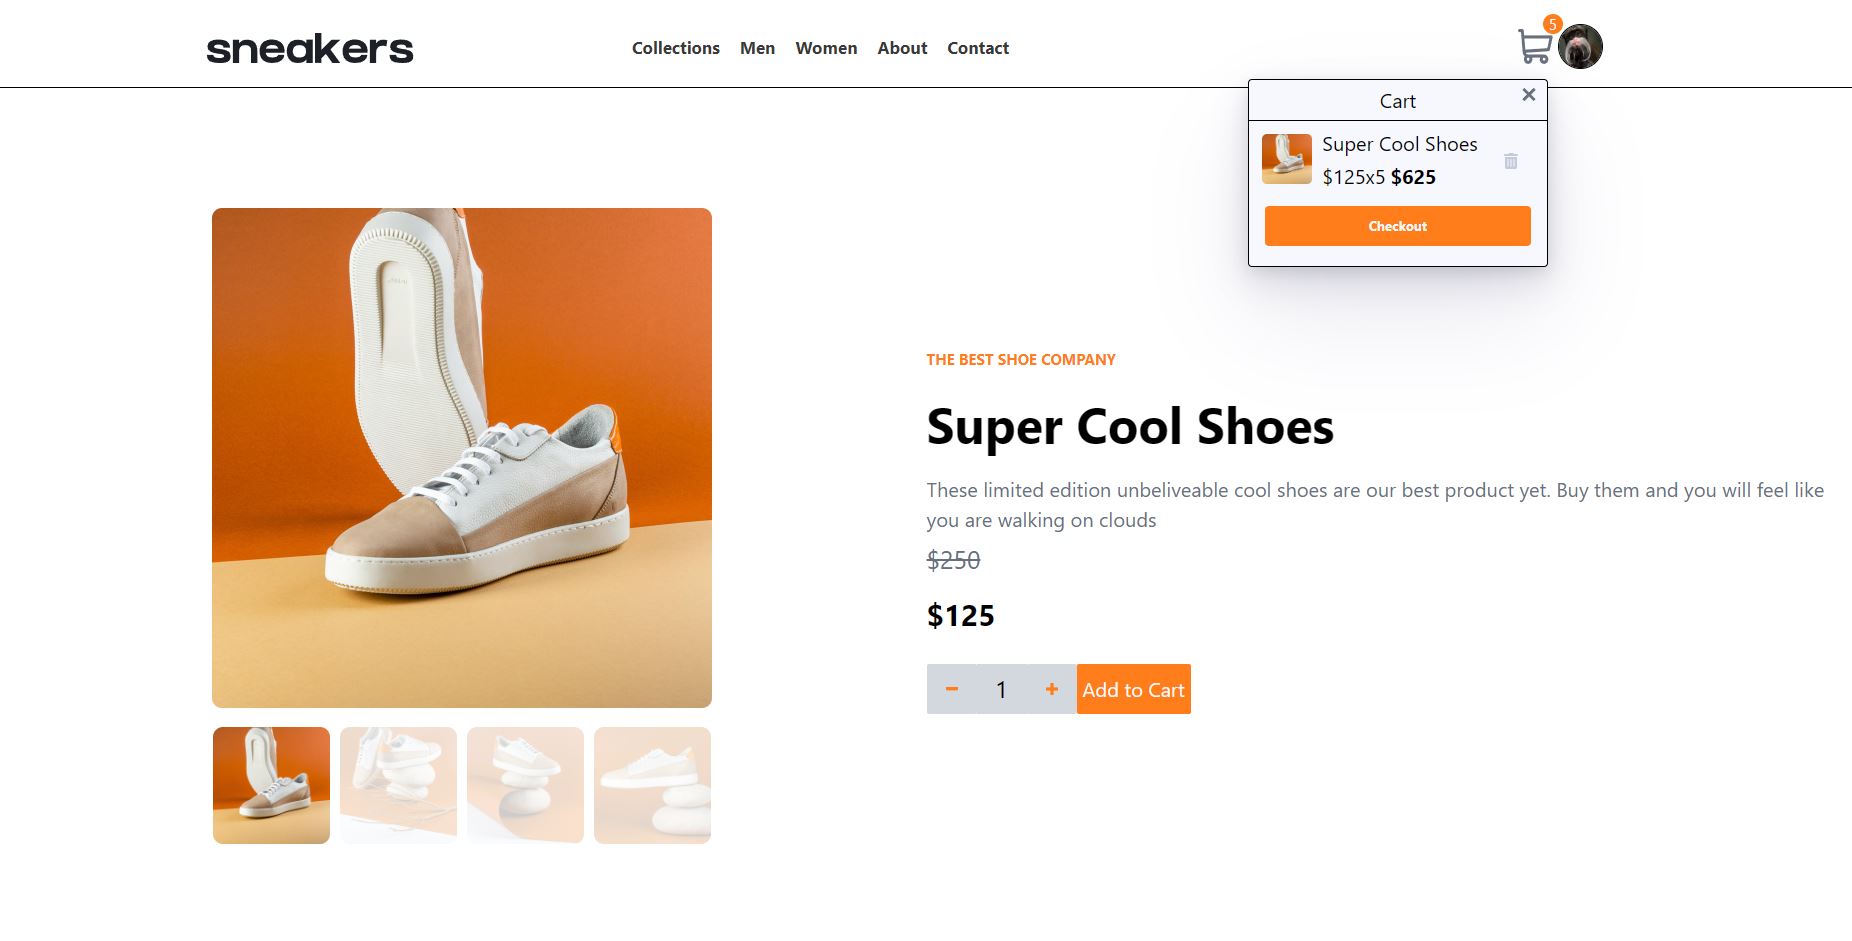 sneakers
Collections Men Women About Contact
5
Cart
Super Cool Shoes
$125x5 $625
Checkout
THE BEST SHOE COMPANY
Super Cool Shoes
These limited edition unbeliveable cool shoes are our best product yet. Buy them and you will feel like
you are walking on clouds
$250
$125
1
Add to Cart